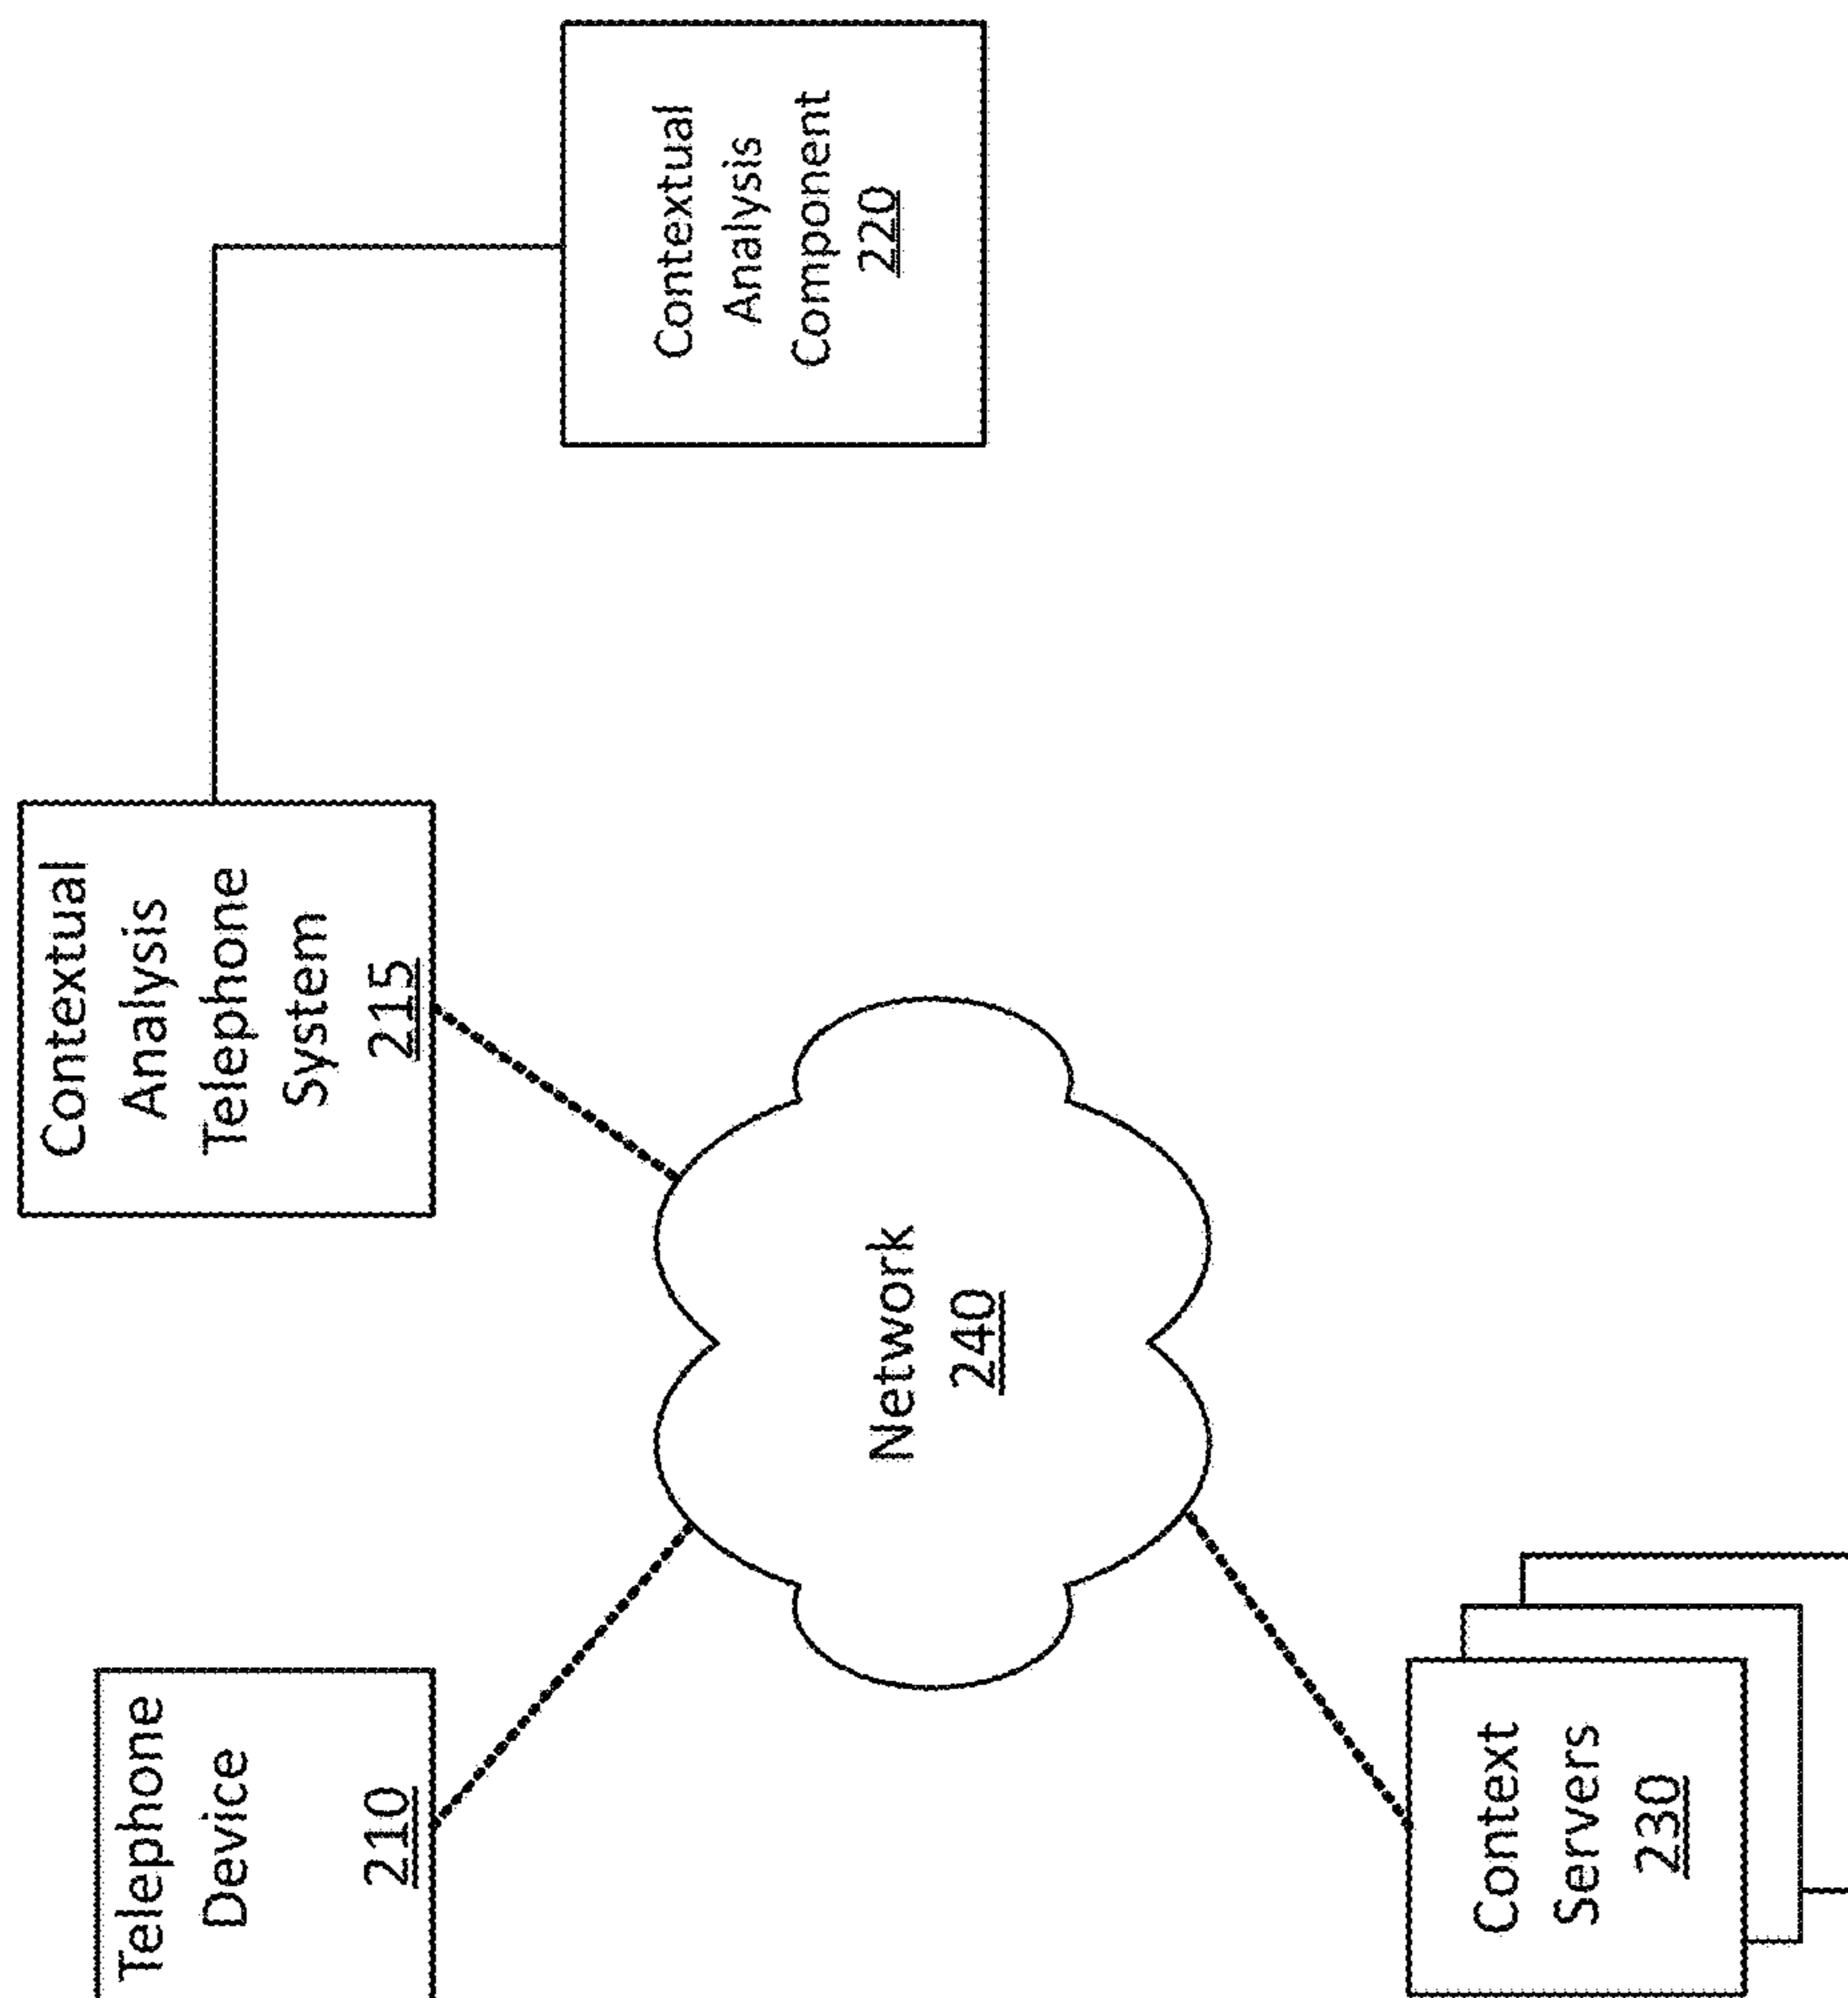 Telephone
Device
210
Contextual
Analysis
Telephone
System
215
Contextual
Analysis
Component
220
Network
240
Context
Servers
230